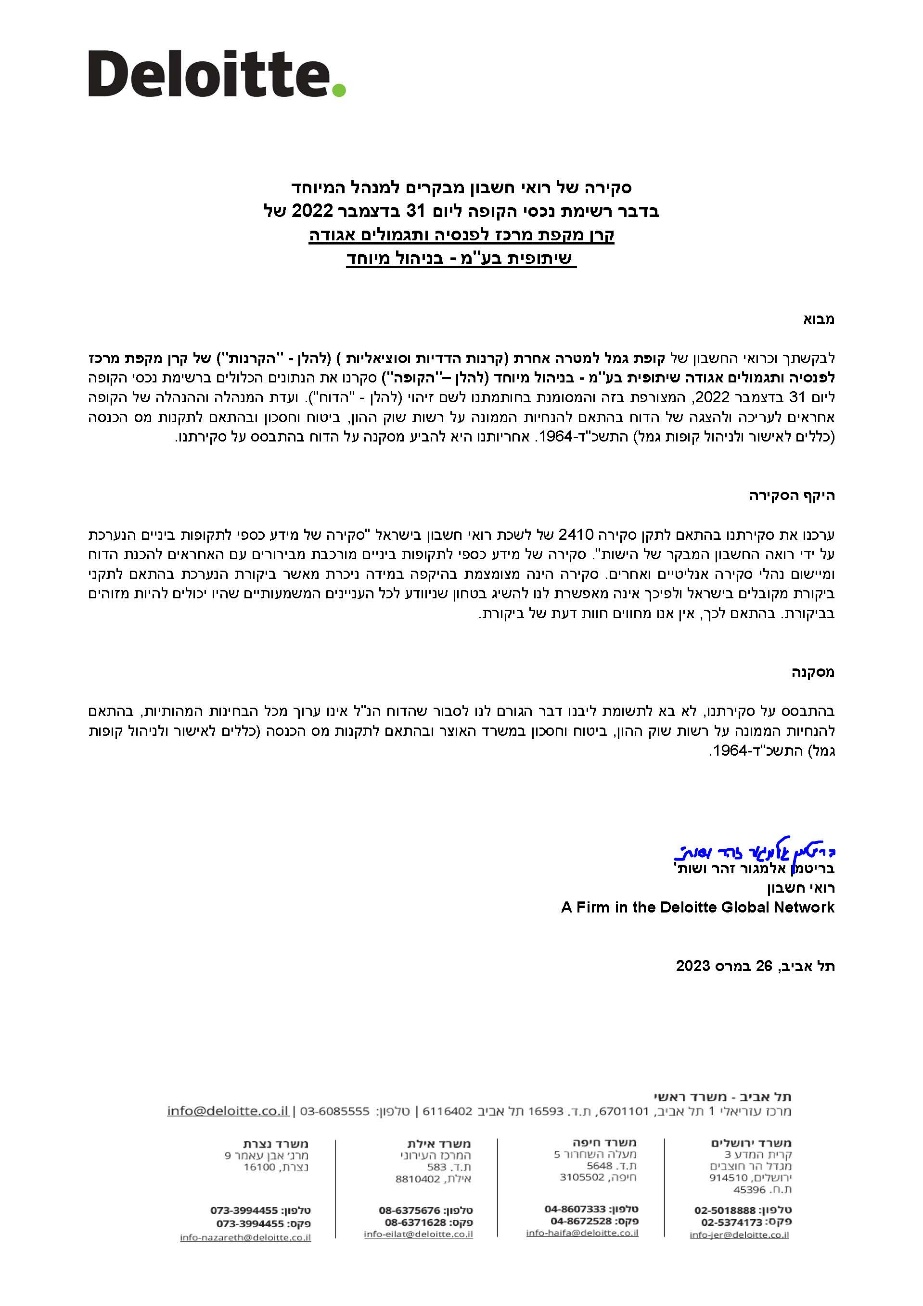 Deloitte.
סקירה של רואי חשבון מבקרים למנהל המיוחד
בדבר רשימת נכסי הקופה ליום 31 בדצמבר 2022 של
קרן מקפת מרכז לפנסיה ותגמולים אגודה
שיתופית בע"מ - בניהול מיוחד
מבוא
לבקשתך וכרואי החשבון של קופת גמל למטרה אחרת (קרנות הדדיות וסוציאליות ) (להלן - "הקרנות") של קרן מקפת מרכז
לפנסיה ותגמולים אגודה שיתופית בע"מ - בניהול מיוחד (להלן –"הקופה") סקרנו את הנתונים הכלולים ברשימת נכסי הקופה
ליום 31 בדצמבר 2022, המצורפת בזה והמסומנת בחותמתנו לשם זיהוי (להלן - "הדוח"). ועדת המנהלה וההנהלה של הקופה
אחראים לעריכה ולהצגה של הדוח בהתאם להנחיות הממונה על רשות שוק ההון, ביטוח וחסכון ובהתאם לתקנות מס הכנסה
(כללים לאישור ולניהול קופות גמל) התשכ"ד-1964. אחריותנו היא להביע מסקנה על הדוח בהתבסס על סקירתנו.
היקף הסקירה
ערכנו את סקירתנו בהתאם לתקן סקירה 2410 של לשכת רואי חשבון בישראל "סקירה של מידע כספי לתקופות ביניים הנערכת
על ידי רואה החשבון המבקר של הישות". סקירה של מידע כספי לתקופות ביניים מורכבת מבירורים עם האחראים להכנת הדוח
ומיישום נהלי סקירה אנליטיים ואחרים. סקירה הינה מצומצמת בהיקפה במידה ניכרת מאשר ביקורת הנערכת בהתאם לתקני
ביקורת מקובלים בישראל ולפיכך אינה מאפשרת לנו להשיג בטחון שניוודע לכל העניינים המשמעותיים שהיו יכולים להיות מזוהים
בביקורת. בהתאם לכך, אין אנו מחווים חוות דעת של ביקורת.
מסקנה
בהתבסס על סקירתנו, לא בא לתשומת ליבנו דבר הגורם לנו לסבור שהדוח הנ"ל אינו ערוך מכל הבחינות המהותיות, בהתאם
להנחיות הממונה על רשות שוק ההון, ביטוח וחסכון במשרד האוצר ובהתאם לתקנות מס הכנסה (כללים לאישור ולניהול קופות
גמל) התשכ"ד-1964.
בריטמן אלמגור זהר ושות'
בריטמן אלמגור זהר ושות'
רואי חשבון
A Firm in the Deloitte Global Network
תל אביב, 26 במרס 2023
תל אביב - משרד ראשי
מרכז עזריאלי 1 תל אביב, 6701101, ת.ד. 16593 תל אביב 6116402 | טלפון: 03-6085555 | info@deloitte.co.il
משרד ירושלים
קרית המדע 3
מגדל הר חוצבים
ירושלים, 914510
ת.ח. 45396
טלפון: 02-5018888
פקס: 02-5374173
info-jer@deloitte.co.il
משרד חיפה
מעלה השחרור 5
ת.ד. 5648
חיפה, 3105502
טלפון: 04-8607333
פקס: 04-8672528
info-haifa@deloitte.co.il
משרד אילת
המרכז העירוני
ת.ד. 583
אילת, 8810402
טלפון: 08-6375676
פקס: 08-6371628
info-eilat@deloitte.co.il
משרד נצרת
מרג' אבן עאמר 9
נצרת, 16100
טלפון: 073-3994455
פקס: 073-3994455
info-nazareth@deloitte.co.il